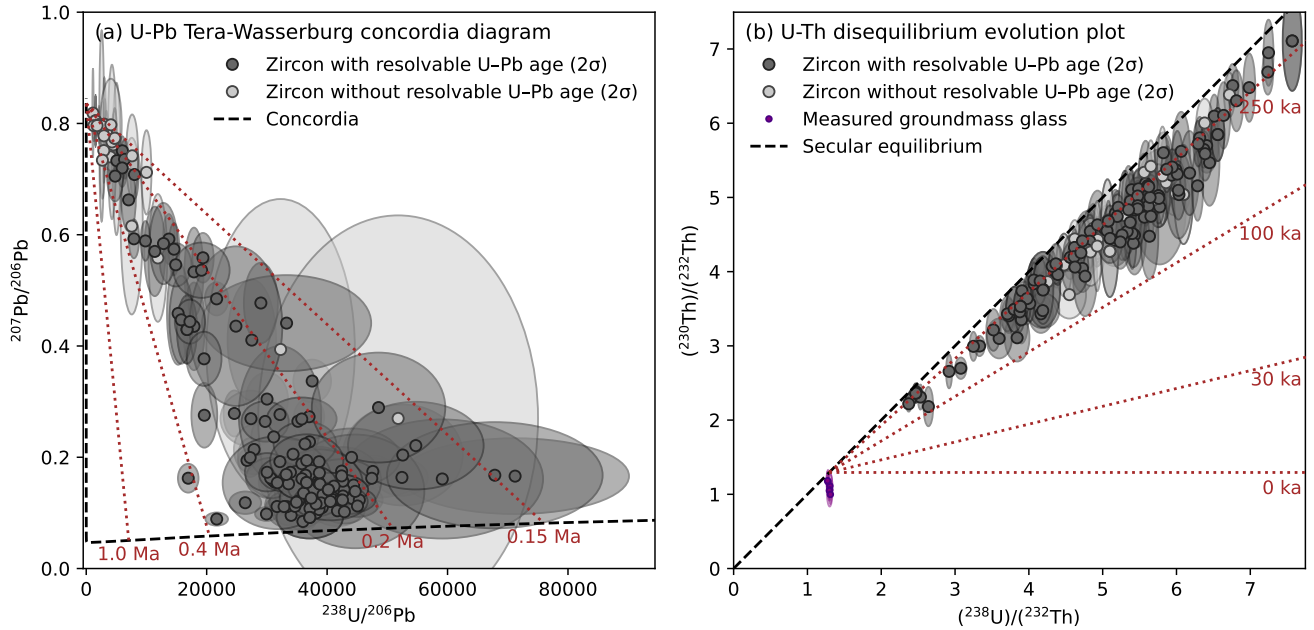 (a) U-Pb Tera-Wasserburg concordia diagram
Zircon with resolvable U–Pb age (2σ)
Zircon without resolvable U–Pb age (2σ)
Concordia
1.0
0.8
0.6
0.4
0.2
0.0
²⁰⁷Pb/²⁰⁶Pb
1.0 Ma
0.4 Ma
0.2 Ma
0.15 Ma
0
20000
40000
60000
80000
²³⁸U/²⁰⁶Pb
(b) U-Th disequilibrium evolution plot
Zircon with resolvable U–Pb age (2σ)
Zircon without resolvable U–Pb age (2σ)
Measured groundmass glass
Secular equilibrium
7
6
5
4
3
2
1
0
(²³⁰Th)/(²³²Th)
250 ka
100 ka
30 ka
0 ka
0
1
2
3
4
5
6
7
(²³⁸U)/(²³²Th)